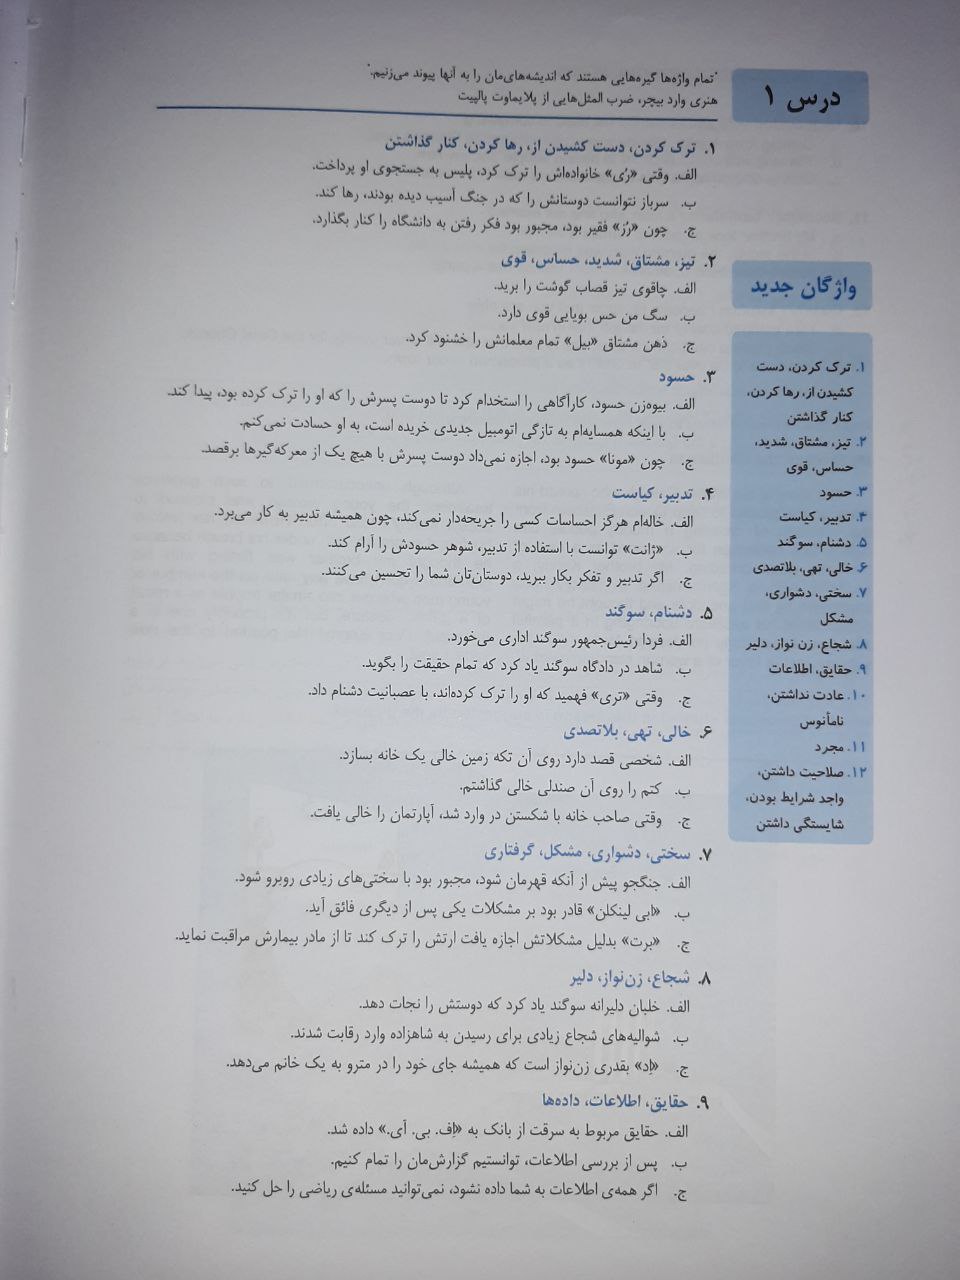 درس ۱
"تمام واژه‌ها گیره‌هایی هستند که اندیشه‌های‌مان را به آنها پیوند می‌زنیم."
هنری وارد بیچر، ضرب المثل‌هایی از پلایماوت پالپیت
۱. ترک کردن، دست کشیدن از، رها کردن، کنار گذاشتن
الف. وقتی «رُی» خانواده‌اش را ترک کرد، پلیس به جستجوی او پرداخت.
ب. سرباز نتوانست دوستانش را که در جنگ آسیب دیده بودند، رها کند.
ج. چون «رُز» فقیر بود، مجبور بود فکر رفتن به دانشگاه را کنار بگذارد.
۲. تیز، مشتاق، شدید، حساس، قوی
الف. چاقوی تیز قصاب گوشت را برید.
ب. سگ من حس بویایی قوی دارد.
ج. ذهن مشتاق «بیل» تمام معلمانش را خشنود کرد.
۳. حسود
الف. بیوه‌زن حسود، کارآگاهی را استخدام کرد تا دوست پسرش را که او را ترک کرده بود، پیدا کند.
ب. با اینکه همسایه‌ام به تازگی اتومبیل جدیدی خریده است، به او حسادت نمی‌کنم.
ج. چون «مونا» حسود بود، اجازه نمی‌داد دوست پسرش با هیچ یک از معرکه‌گیرها برقصد.
۴. تدبیر، کیاست
الف. خاله‌ام هرگز احساسات کسی را جریحه‌دار نمی‌کند، چون همیشه تدبیر به کار می‌برد.
ب. «ژانت» توانست با استفاده از تدبیر، شوهر حسودش را آرام کند.
ج. اگر تدبیر و تفکر بکار ببرید، دوستان‌تان شما را تحسین می‌کنند.
۵. دشنام، سوگند
الف. فردا رئیس‌جمهور سوگند اداری می‌خورد.
ب. شاهد در دادگاه سوگند یاد کرد که تمام حقیقت را بگوید.
ج. وقتی «تری» فهمید که او را ترک کرده‌اند، با عصبانیت دشنام داد.
۶. خالی، تهی، بلاتصدی
الف. شخصی قصد دارد روی آن تکه زمین خالی یک خانه بسازد.
ب. کتم را روی آن صندلی خالی گذاشتم.
ج. وقتی صاحب خانه با شکستن در وارد شد، آپارتمان را خالی یافت.
۷. سختی، دشواری، مشکل، گرفتاری
الف. جنگجو پیش از آنکه قهرمان شود، مجبور بود با سختی‌های زیادی روبرو شود.
ب. «ابی لینکلن» قادر بود بر مشکلات یکی پس از دیگری فائق آید.
ج. «برت» بدلیل مشکلاتش اجازه یافت ارتش را ترک کند تا از مادر بیمارش مراقبت نماید.
۸. شجاع، زن‌نواز، دلیر
الف. خلبان دلیرانه سوگند یاد کرد که دوستش را نجات دهد.
ب. شوالیه‌های شجاع زیادی برای رسیدن به شاهزاده وارد رقابت شدند.
ج. «اِد» بقدری زن‌نواز است که همیشه جای خود را در مترو به یک خانم می‌دهد.
۹. حقایق، اطلاعات، داده‌ها
الف. حقایق مربوط به سرقت از بانک به «اِف. بی. آی.» داده شد.
ب. پس از بررسی اطلاعات، توانستیم گزارش‌مان را تمام کنیم.
ج. اگر همه‌ی اطلاعات به شما داده نشود، نمی‌توانید مسئله‌ی ریاضی را حل کنید.
واژگان جدید
۱. ترک کردن، دست
کشیدن از، رها کردن،
کنار گذاشتن
۲. تیز، مشتاق، شدید،
حساس، قوی
۳. حسود
۴. تدبیر، کیاست
۵. دشنام، سوگند
۶. خالی، تهی، بلاتصدی
۷. سختی، دشواری،
مشکل
۸. شجاع، زن نواز، دلیر
۹. حقایق، اطلاعات
۱۰. عادت نداشتن،
نامأنوس
۱۱. مجرد
۱۲. صلاحیت داشتن،
واجد شرایط بودن،
شایستگی داشتن